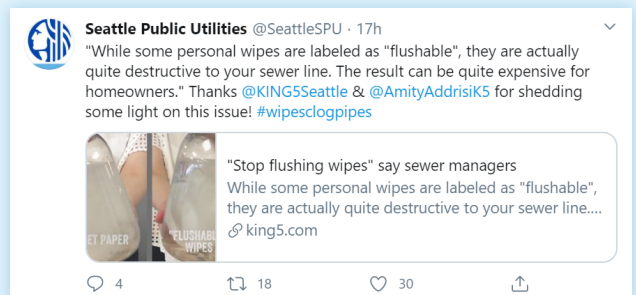 Seattle Public Utilities @SeattleSPU · 17h
"While some personal wipes are labeled as "flushable", they are actually
quite destructive to your sewer line. The result can be quite expensive for
homeowners." Thanks @KING5Seattle & @AmityAddrisiK5 for shedding
some light on this issue! #wipesclogpipes
"Stop flushing wipes" say sewer managers
While some personal wipes are labeled as "flushable",
they are actually quite destructive to your sewer line....
king5.com
ET PAPER
"FLUSHABL
WIPES
4 18 30